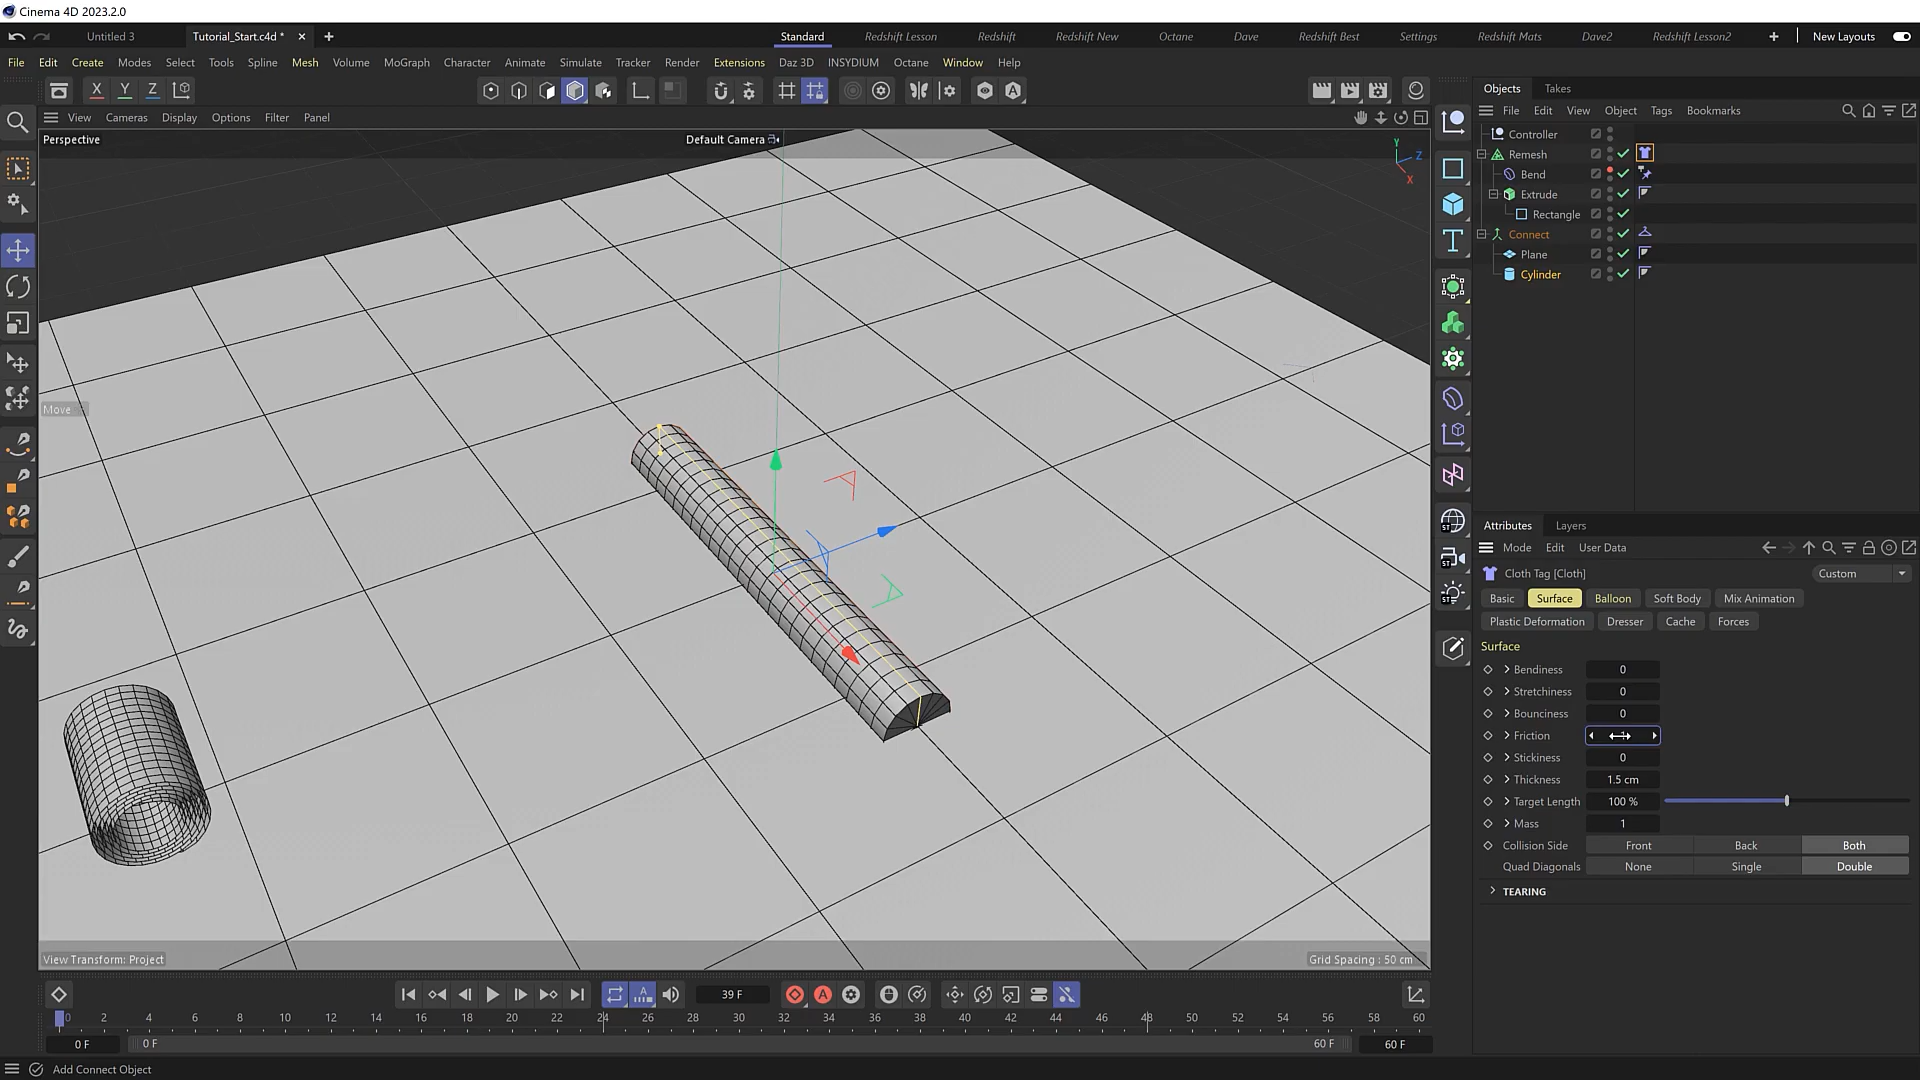 Cinema 4D 2023.2.0
Untitled 3 Tutorial_Start.c4d * Standard Redshift Lesson Redshift Redshift New Octane Dave Redshift Best Settings Redshift Mats Dave2 Redshift Lesson2 New Layouts
File Edit Create Modes Select Tools Spline Mesh Volume MoGraph Character Animate Simulate Tracker Render Extensions Daz 3D INSYDIUM Octane Window Help
X Y Z
View Cameras Display Options Filter Panel
Perspective
Default Camera
Y
Z
X
Move
View Transform: Project
Grid Spacing : 50 cm
Objects Takes
File Edit View Object Tags Bookmarks
Controller
Remesh
Bend
Extrude
Rectangle
Connect
Plane
Cylinder
ST
ST
ST
Attributes Layers
Mode Edit User Data
Cloth Tag [Cloth] Custom
Basic Surface Balloon Soft Body Mix Animation
Plastic Deformation Dresser Cache Forces
Surface
Bendiness 0
Stretchiness 0
Bounciness 0
Friction
Stickiness 0
Thickness 1.5 cm
Target Length 100 %
Mass 1
Collision Side Front Back Both
Quad Diagonals None Single Double
TEARING
39 F
0 2 4 6 8 10 12 14 16 18 20 22 24 26 28 30 32 34 36 38 40 42 44 46 48 50 52 54 56 58 60
0 F 0 F 60 F 60 F
Add Connect Object